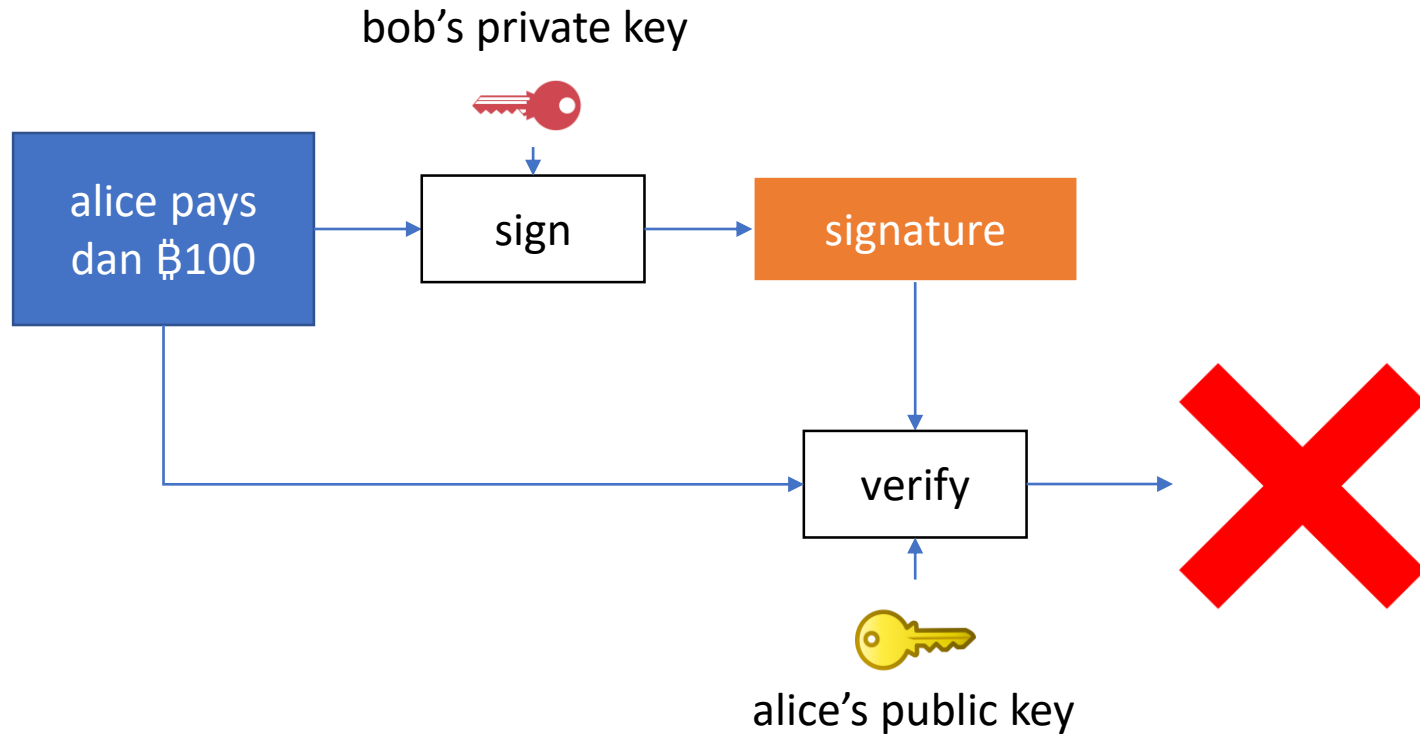 bob’s private key
alice pays
dan ₿100
sign
signature
verify
alice’s public key